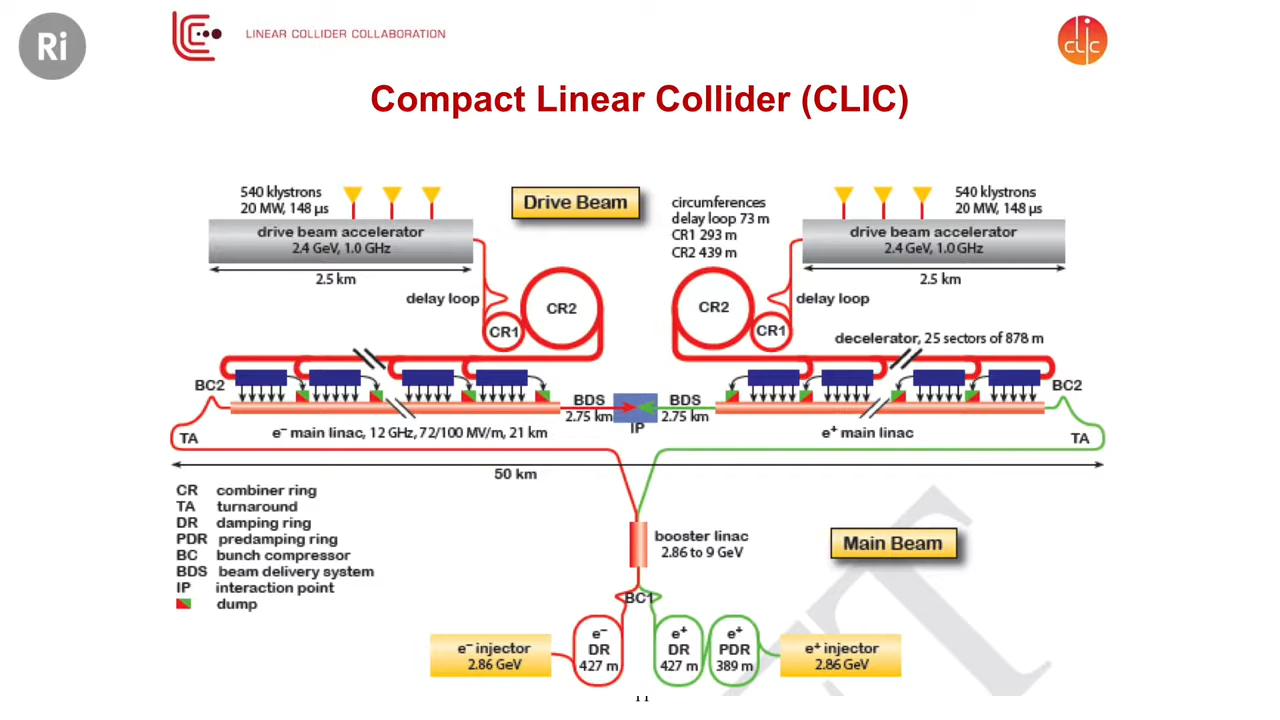 Ri
LINEAR COLLIDER COLLABORATION
clic
Compact Linear Collider (CLIC)
540 klystrons
20 MW, 148 µs
drive beam accelerator
2.4 GeV, 1.0 GHz
2.5 km
Drive Beam
circumferences
delay loop 73 m
CR1 293 m
CR2 439 m
540 klystrons
20 MW, 148 µs
drive beam accelerator
2.4 GeV, 1.0 GHz
2.5 km
delay loop
CR1
CR2
CR2
CR1
delay loop
decelerator, 25 sectors of 878 m
BC2
BDS
2.75 km
IP
BDS
2.75 km
BC2
TA
e− main linac, 12 GHz, 72/100 MV/m, 21 km
e+ main linac
TA
50 km
CR combiner ring
TA turnaround
DR damping ring
PDR predamping ring
BC bunch compressor
BDS beam delivery system
IP interaction point
dump
booster linac
2.86 to 9 GeV
Main Beam
BC1
e− injector
2.86 GeV
e−
DR
427 m
e+
DR
427 m
e+
PDR
389 m
e+ injector
2.86 GeV